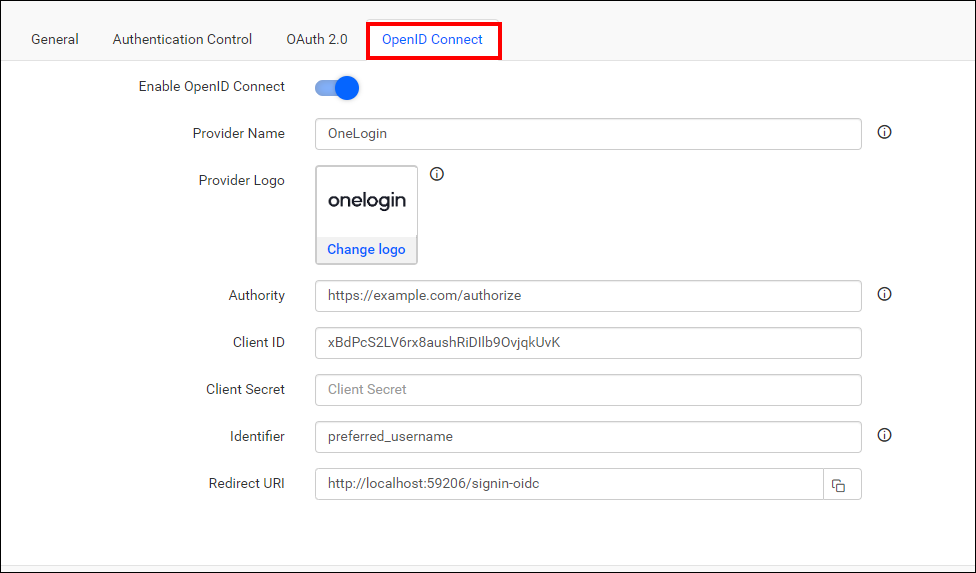 General Authentication Control OAuth 2.0 OpenID Connect
Enable OpenID Connect
Provider Name OneLogin
Provider Logo
onelogin
Change logo
Authority https://example.com/authorize
Client ID xBdPcS2LV6rx8aushRiDIlb9OvjqkUvK
Client Secret Client Secret
Identifier preferred_username
Redirect URI http://localhost:59206/signin-oidc